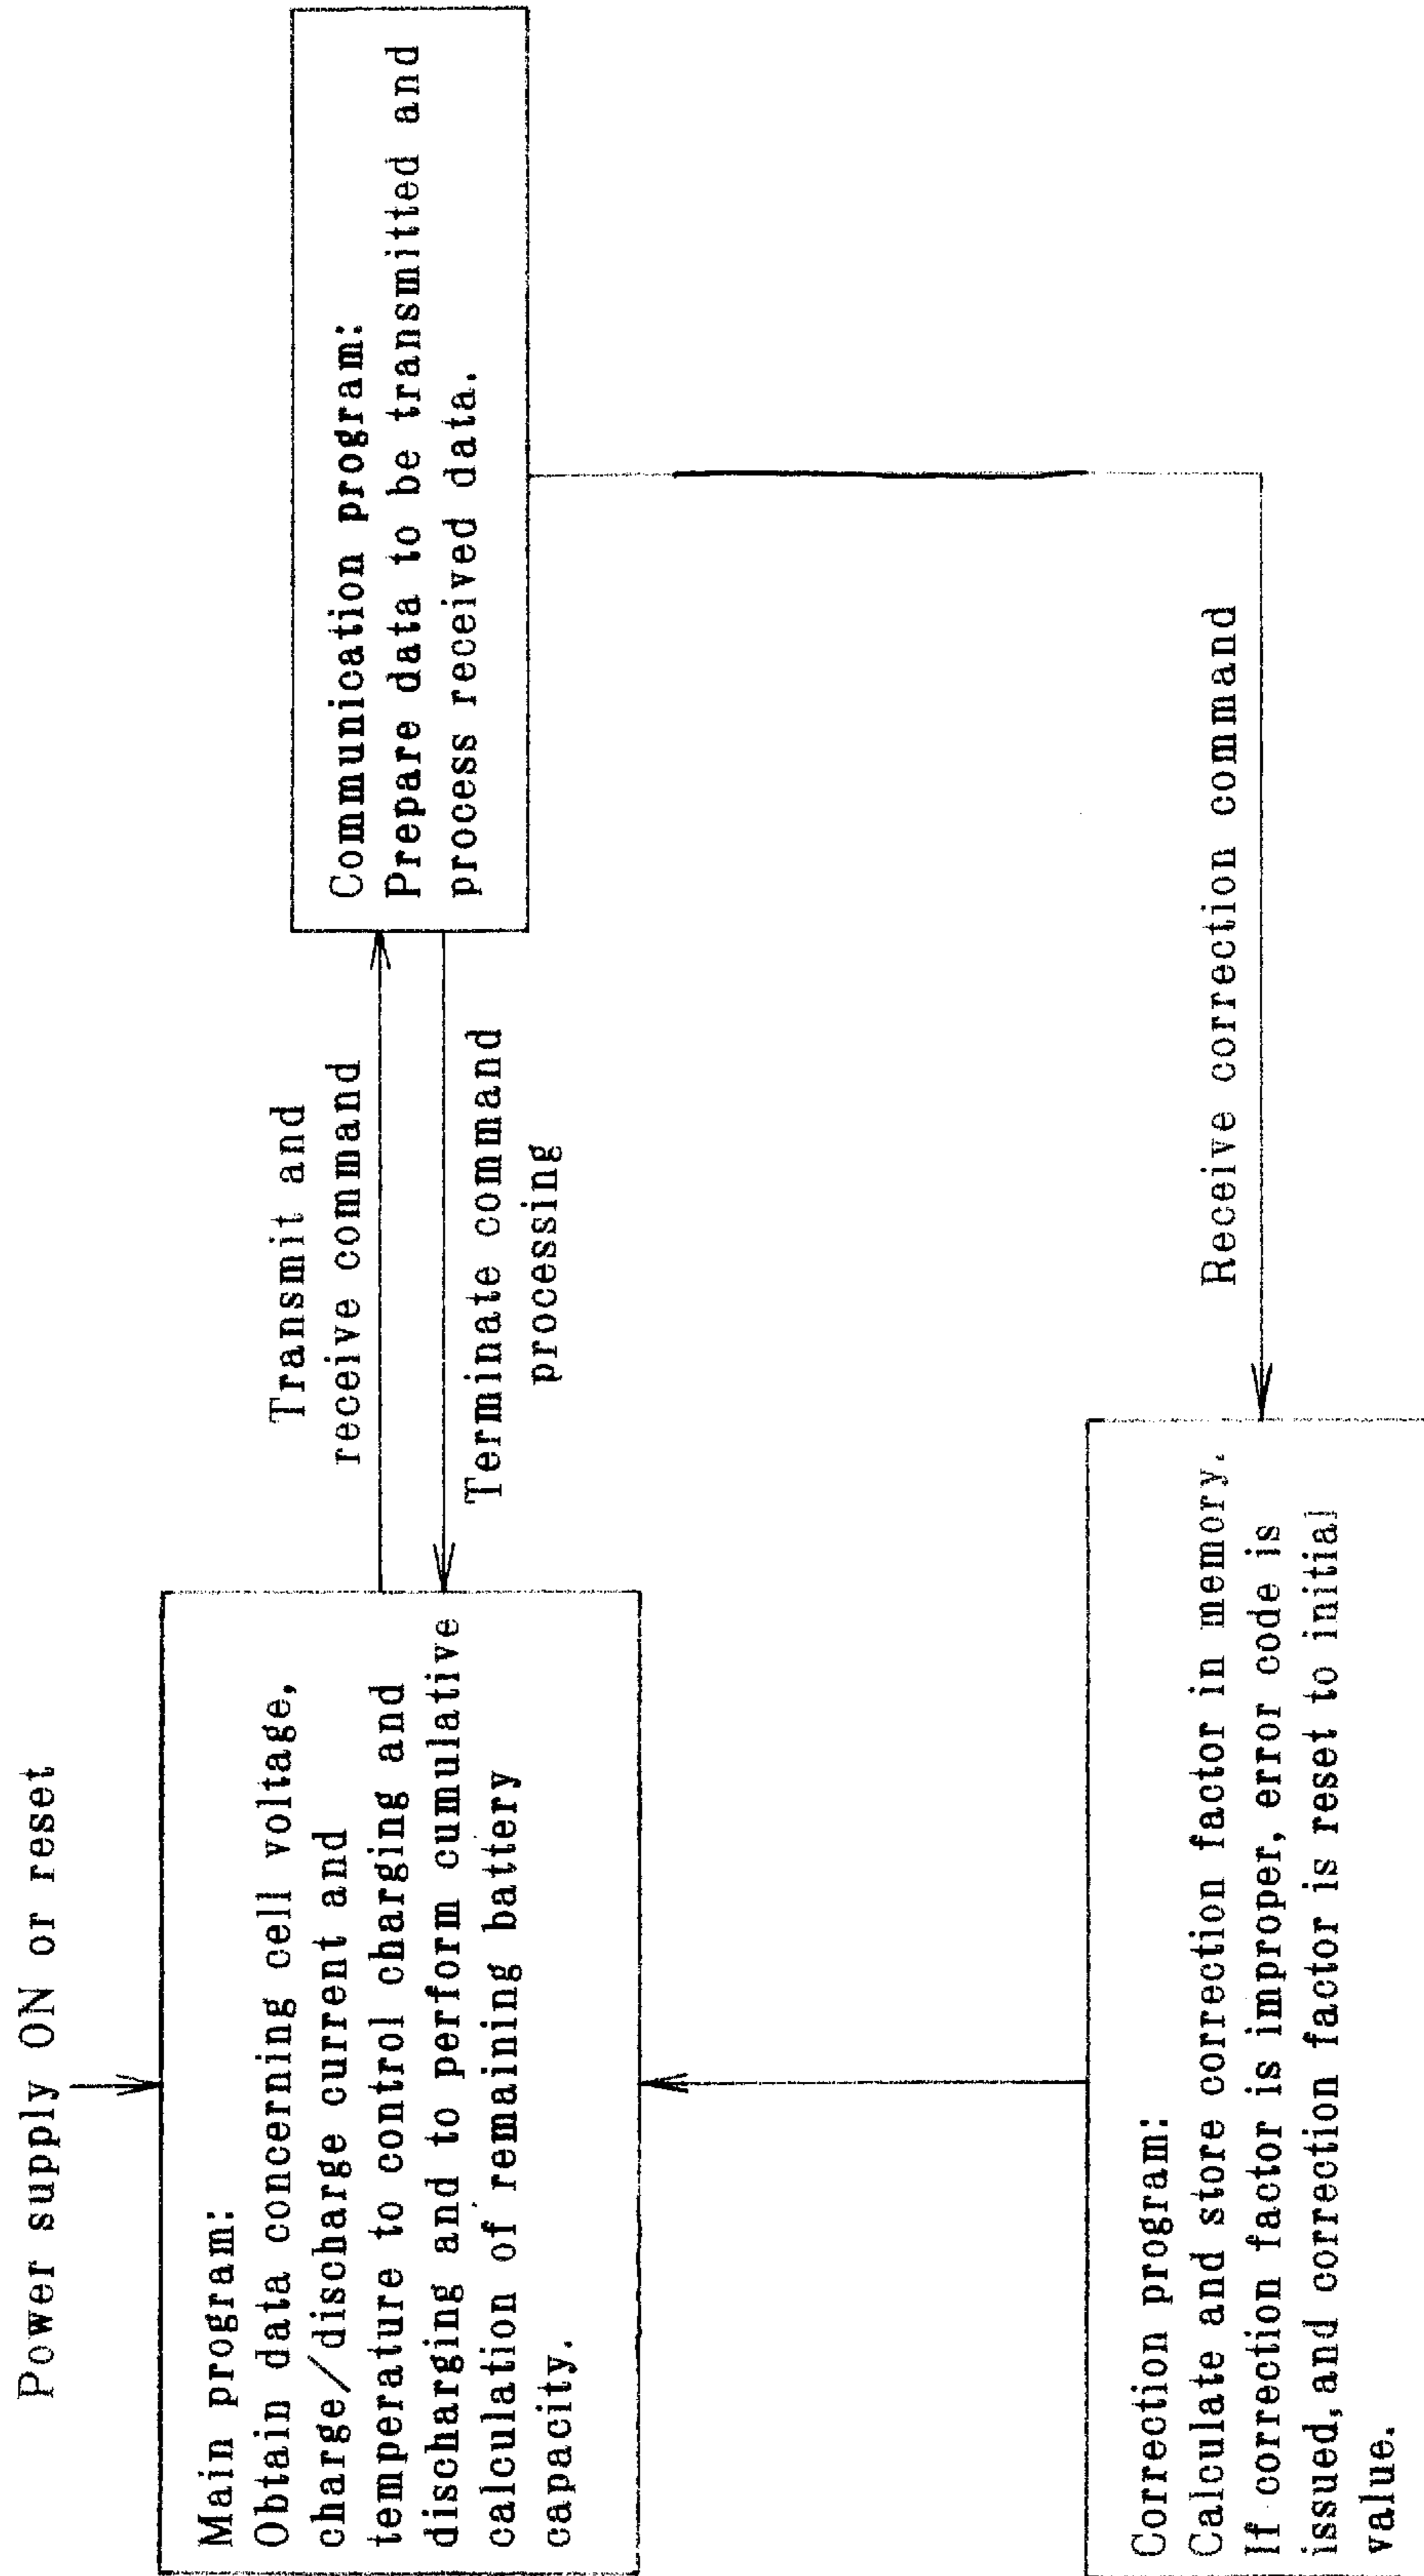 Power supply ON or reset
Main program:
Obtain data concerning cell voltage,
charge/discharge current and
temperature to control charging and
discharging and to perform cumulative
calculation of remaining battery
capacity.
Transmit and
receive command
Terminate command
processing
Communication program:
Prepare data to be transmitted and
process received data.
Receive correction command
Correction program:
Calculate and store correction factor in memory.
If correction factor is improper, error code is
issued, and correction factor is reset to initial
value.